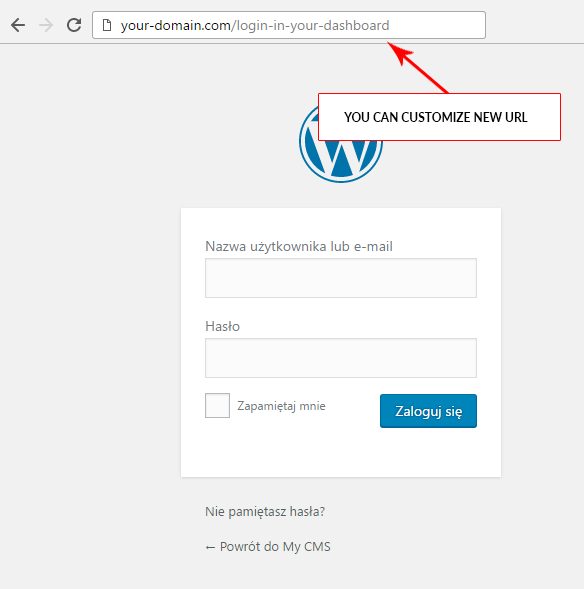 your-domain.com/login-in-your-dashboard
YOU CAN CUSTOMIZE NEW URL
Nazwa użytkownika lub e-mail
Hasło
Zapamiętaj mnie
Zaloguj się
Nie pamiętasz hasła?
← Powrót do My CMS